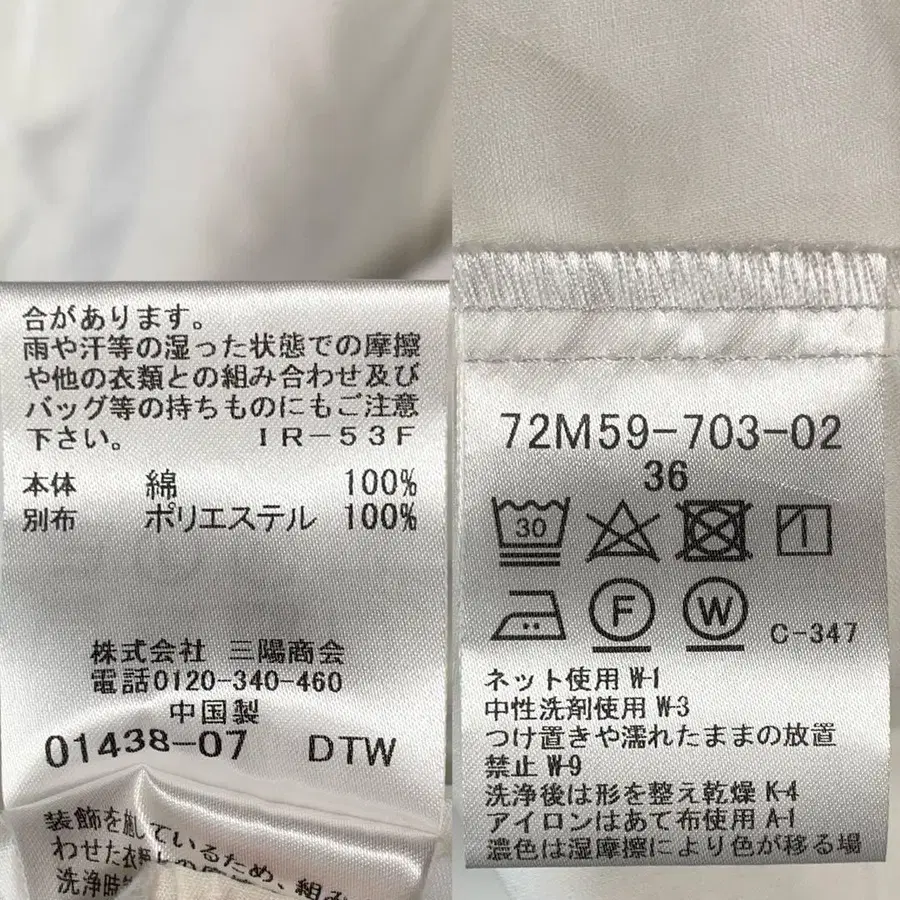 合があります。
雨や汗等の湿った状態での摩擦
や他の衣類との組み合わせ及び
バッグ等の持ちものにもご注意
下さい。 IR-53F
本体 綿 100%
別布 ポリエステル 100%
株式会社 三陽商会
電話0120-340-460
中国製
01438-07 DTW
装飾を施しているため、組み
わせた衣類
洗浄時
72M59-703-02
36
30
F W C-347
ネット使用 W-1
中性洗剤使用 W-3
つけ置きや濡れたままの放置
禁止 W-9
洗浄後は形を整え乾燥 K-4
アイロンはあて布使用 A-1
濃色は湿摩擦により色が移る場